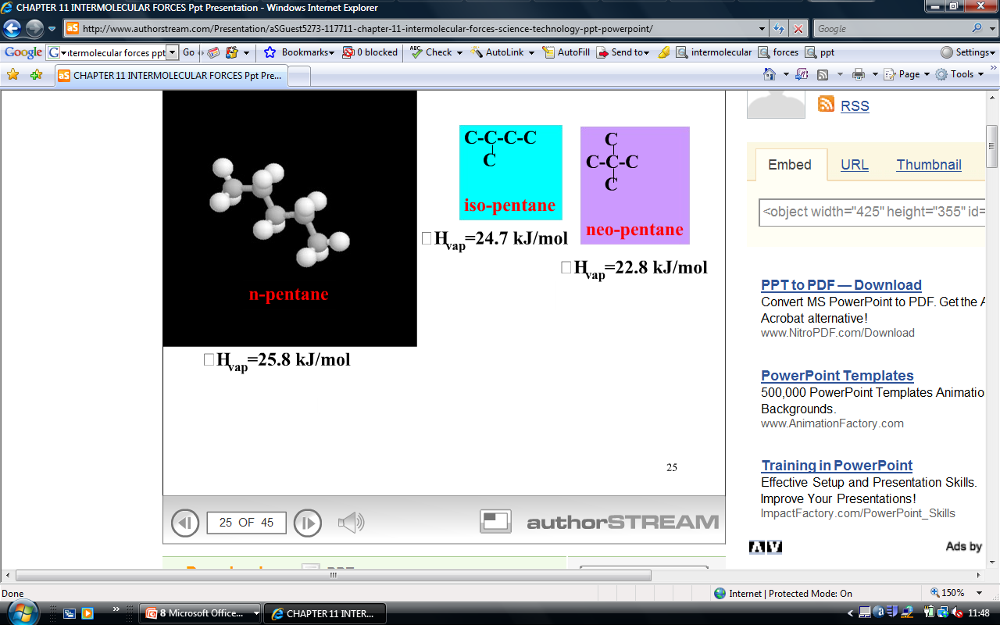 CHAPTER 11 INTERMOLECULAR FORCES Ppt Presentation - Windows Internet Explorer
http://www.authorstream.com/Presentation/aSGuest5273-117711-chapter-11-intermolecular-forces-science-technology-ppt-powerpoint/
Google
Google termolecular forces ppt Go Bookmarks 0 blocked Check AutoLink AutoFill Send to intermolecular forces ppt Settings
CHAPTER 11 INTERMOLECULAR FORCES Ppt Pre... Page Tools
RSS
C-C-C-C
C
iso-pentane
C
C-C-C
C
neo-pentane
Hvap=24.7 kJ/mol
Hvap=22.8 kJ/mol
n-pentane
Hvap=25.8 kJ/mol
25
25 OF 45
authorSTREAM
Embed URL Thumbnail
<object width="425" height="355" id=
PPT to PDF — Download
Convert MS PowerPoint to PDF. Get the A
Acrobat alternative!
www.NitroPDF.com/Download
PowerPoint Templates
500,000 PowerPoint Templates Animatio
Backgrounds.
www.AnimationFactory.com
Training in PowerPoint
Effective Setup and Presentation Skills.
Improve Your Presentations!
ImpactFactory.com/PowerPoint_Skills
Ads by
Done Internet | Protected Mode: On 150%
8 Microsoft Office... CHAPTER 11 INTER... 11:48